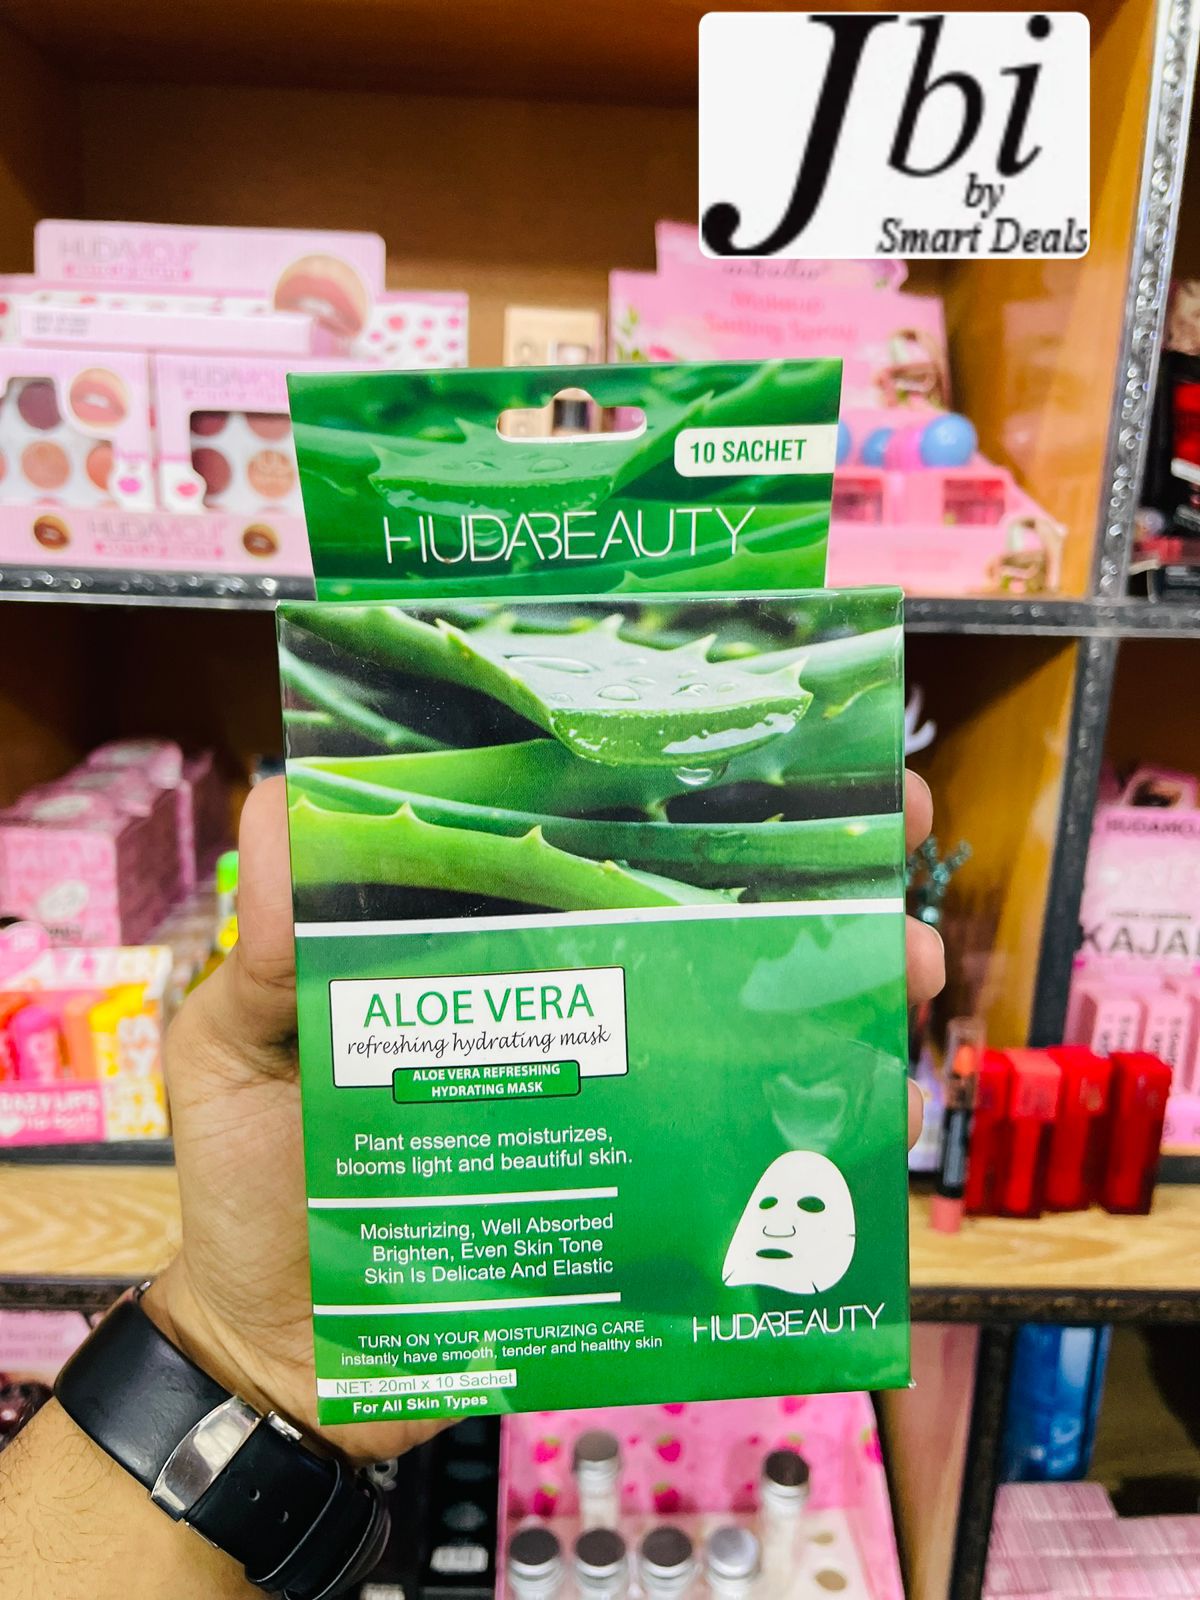 Jbi
by
Smart Deals
10 SACHET
HUDABEAUTY
ALOE VERA
refreshing hydrating mask
ALOE VERA REFRESHING
HYDRATING MASK
Plant essence moisturizes,
blooms light and beautiful skin.
Moisturizing, Well Absorbed
Brighten, Even Skin Tone
Skin Is Delicate And Elastic
TURN ON YOUR MOISTURIZING CARE
instantly have smooth, tender and healthy skin
HUDABEAUTY
NET: 20ml x 10 Sachet
For All Skin Types
KAJAL